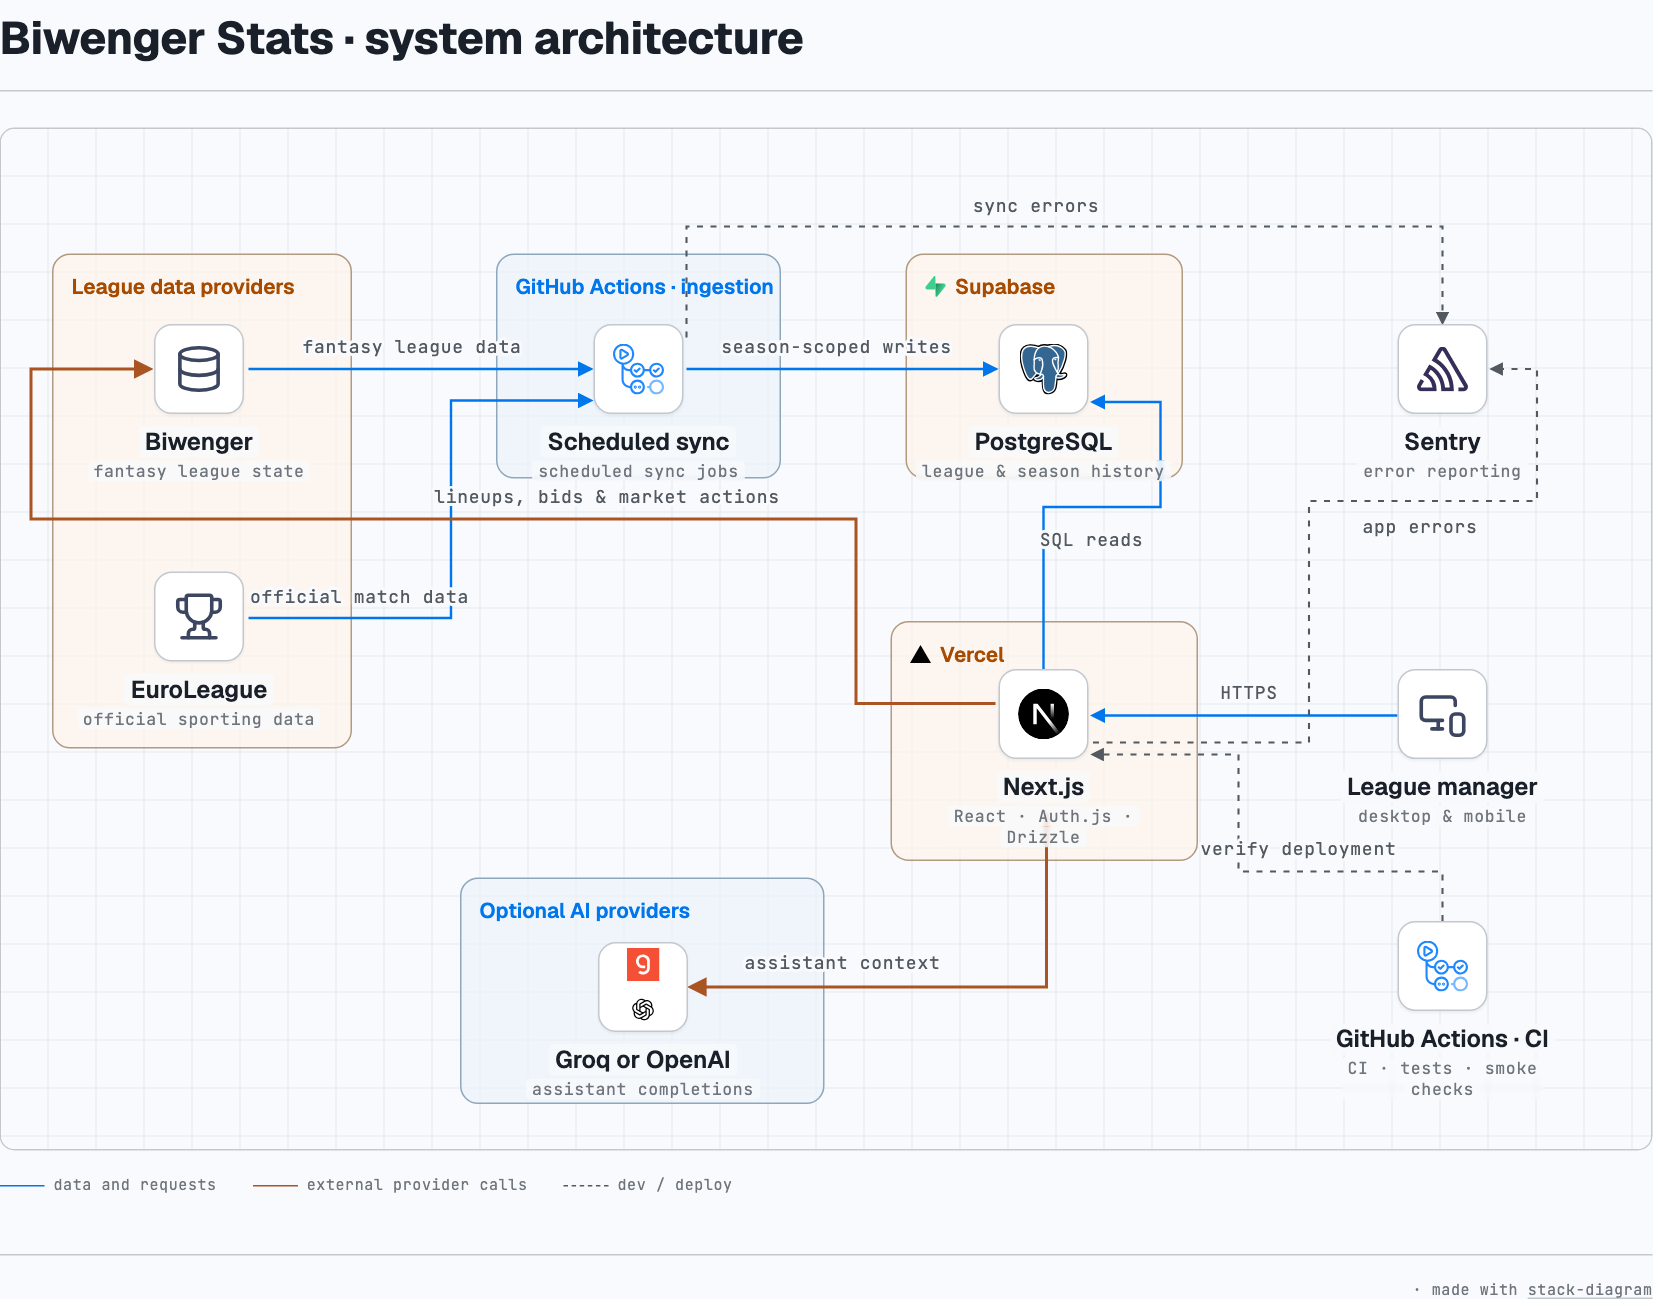 Biwenger Stats · system architecture
sync errors
League data providers
GitHub Actions · ingestion
Supabase
fantasy league data
season-scoped writes
Biwenger
fantasy league state
Scheduled sync
scheduled sync jobs
PostgreSQL
league & season history
Sentry
error reporting
lineups, bids & market actions
app errors
SQL reads
official match data
EuroLeague
official sporting data
Vercel
HTTPS
N
Next.js
React · Auth.js ·
Drizzle
League manager
desktop & mobile
verify deployment
Optional AI providers
assistant context
g
Groq or OpenAI
assistant completions
GitHub Actions · CI
CI · tests · smoke
checks
data and requests
external provider calls
dev / deploy
· made with stack-diagram